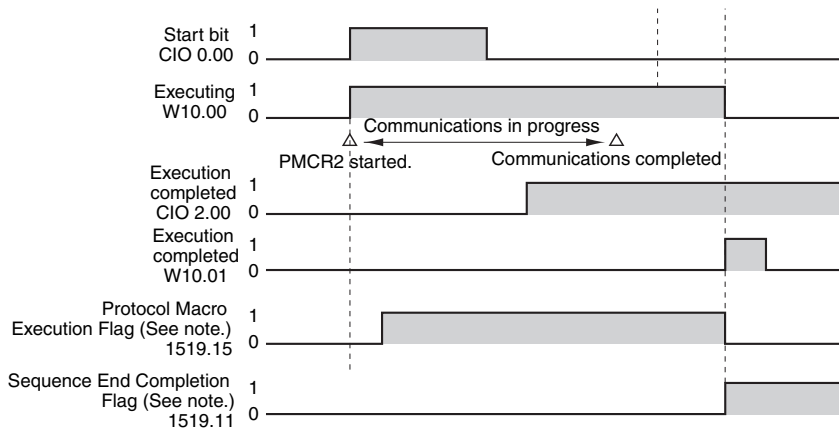 Start bit 1
CIO 0.00 0
Executing 1
W10.00 0
Communications in progress
PMCR2 started. Communications completed
Execution
completed 1
CIO 2.00 0
Execution
completed 1
W10.01 0
Protocol Macro 1
Execution Flag (See note.)
1519.15 0
Sequence End Completion
Flag (See note.) 1
1519.11 0